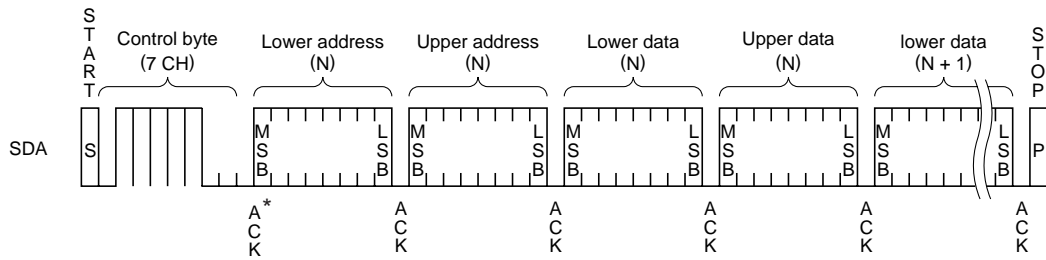 START
Control byte
(7 CH)
Lower address
(N)
Upper address
(N)
Lower data
(N)
Upper data
(N)
lower data
(N + 1)
STOP
SDA
S
MSB
LSB
MSB
LSB
MSB
LSB
MSB
LSB
MSB
LSB
P
ACK*
ACK
ACK
ACK
ACK
ACK